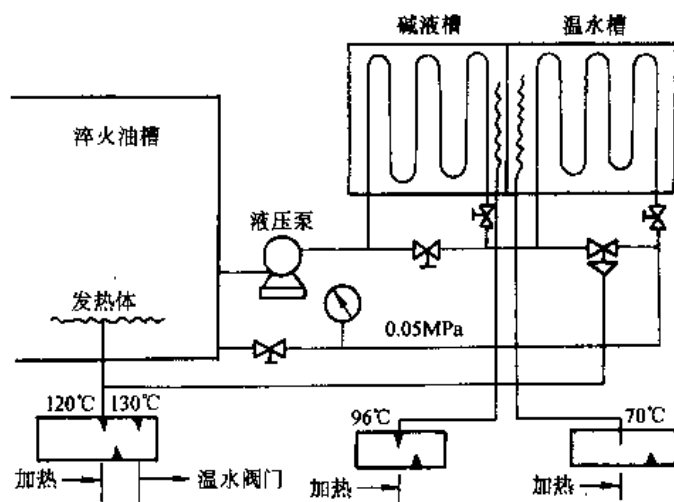 碱液槽
温水槽
淬火油槽
液压泵
发热体
0.05MPa
120℃ 130℃
96℃
70℃
加热
温水阀门
加热
加热